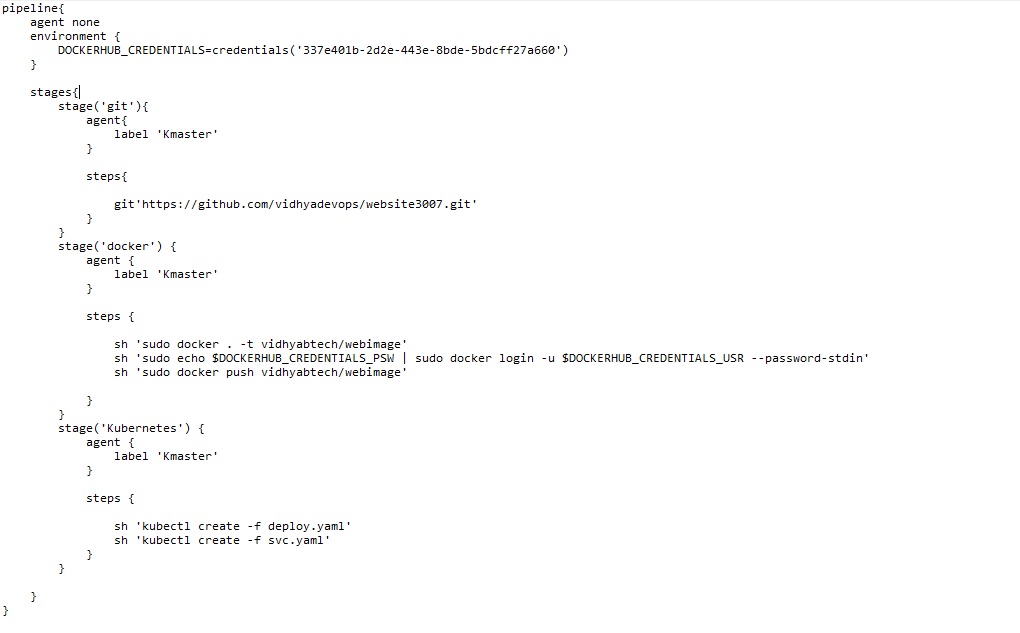 pipeline{
    agent none
    environment {
        DOCKERHUB_CREDENTIALS=credentials('337e401b-2d2e-443e-8bde-5bdcff27a660')
    }

    stages{
        stage('git'){
            agent{
                label 'Kmaster'
            }

            steps{

                git'https://github.com/vidhyadevops/website3007.git'
            }
        }
        stage('docker') {
            agent {
                label 'Kmaster'
            }

            steps {

                sh 'sudo docker . -t vidhyabtech/webimage'
                sh 'sudo echo $DOCKERHUB_CREDENTIALS_PSW | sudo docker login -u $DOCKERHUB_CREDENTIALS_USR --password-stdin'
                sh 'sudo docker push vidhyabtech/webimage'

            }
        }
        stage('Kubernetes') {
            agent {
                label 'Kmaster'
            }

            steps {

                sh 'kubectl create -f deploy.yaml'
                sh 'kubectl create -f svc.yaml'
            }
        }

    }
}